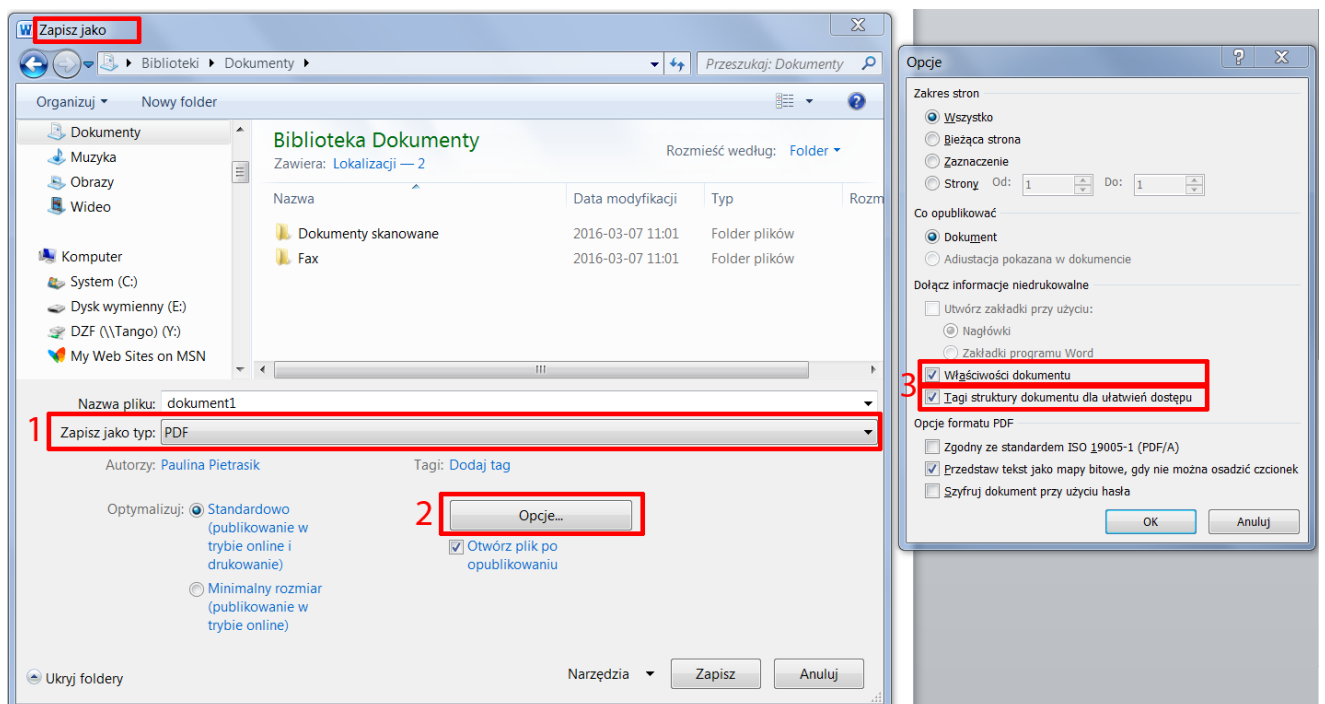 Zapisz jako
Biblioteki Dokumenty
Przeszukaj: Dokumenty
Organizuj Nowy folder
Dokumenty
Muzyka
Obrazy
Wideo
Komputer
System (C:)
Dysk wymienny (E:)
DZF (\\Tango) (Y:)
My Web Sites on MSN
Biblioteka Dokumenty
Zawiera: Lokalizacji — 2
Rozmieść według: Folder
Nazwa Data modyfikacji Typ Rozm
Dokumenty skanowane 2016-03-07 11:01 Folder plików
Fax 2016-03-07 11:01 Folder plików
Nazwa pliku: dokument1
1 Zapisz jako typ: PDF
Autorzy: Paulina Pietrasik Tagi: Dodaj tag
Optymalizuj: Standardowo
(publikowanie w
trybie online i
drukowanie)
Minimalny rozmiar
(publikowanie w
trybie online)
2 Opcje...
Otwórz plik po
opublikowaniu
Ukryj foldery
Narzędzia Zapisz Anuluj
Opcje
Zakres stron
Wszystko
Bieżąca strona
Zaznaczenie
Strony Od: 1 Do: 1
Co opublikować
Dokument
Adiustacja pokazana w dokumencie
Dołącz informacje niedrukowalne
Utwórz zakładki przy użyciu:
Nagłówki
Zakładki programu Word
3 Właściwości dokumentu
Tagi struktury dokumentu dla ułatwień dostępu
Opcje formatu PDF
Zgodny ze standardem ISO 19005-1 (PDF/A)
Przedstaw tekst jako mapy bitowe, gdy nie można osadzić czcionek
Szyfruj dokument przy użyciu hasła
OK Anuluj